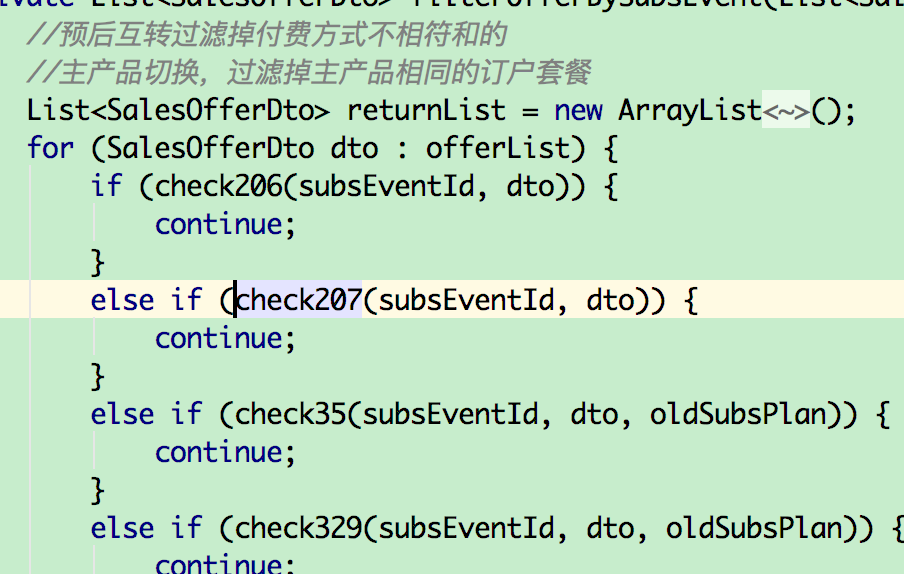 ivate List<SalesOfferDto> filterOfferBySubsEvent(List<Sal
//预后互转过滤掉付费方式不相符和的
//主产品切换，过滤掉主产品相同的订户套餐
List<SalesOfferDto> returnList = new ArrayList<~>();
for (SalesOfferDto dto : offerList) {
if (check206(subsEventId, dto)) {
continue;
}
else if (check207(subsEventId, dto)) {
continue;
}
else if (check35(subsEventId, dto, oldSubsPlan)) {
continue;
}
else if (check329(subsEventId, dto, oldSubsPlan)) {
continue;